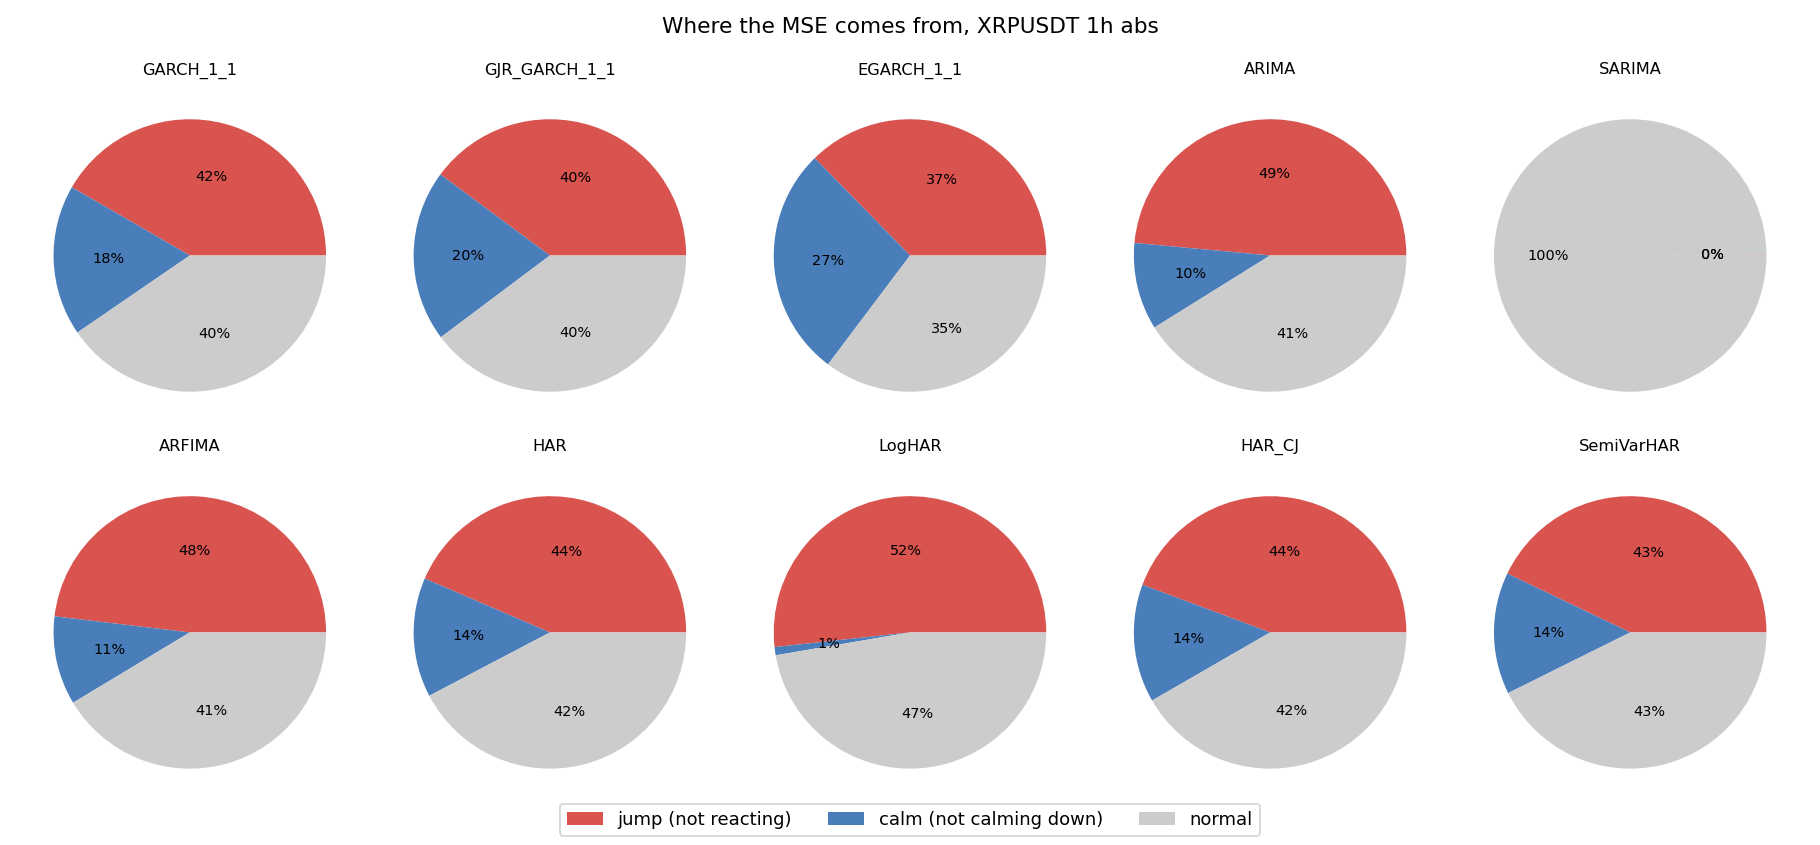 Where the MSE comes from, XRPUSDT 1h abs
GARCH_1_1
GJR_GARCH_1_1
EGARCH_1_1
ARIMA
SARIMA
42%
18%
40%
40%
20%
40%
37%
27%
35%
49%
10%
41%
100%
0%
ARFIMA
HAR
LogHAR
HAR_CJ
SemiVarHAR
48%
11%
41%
44%
14%
42%
52%
1%
47%
44%
14%
42%
43%
14%
43%
jump (not reacting)
calm (not calming down)
normal